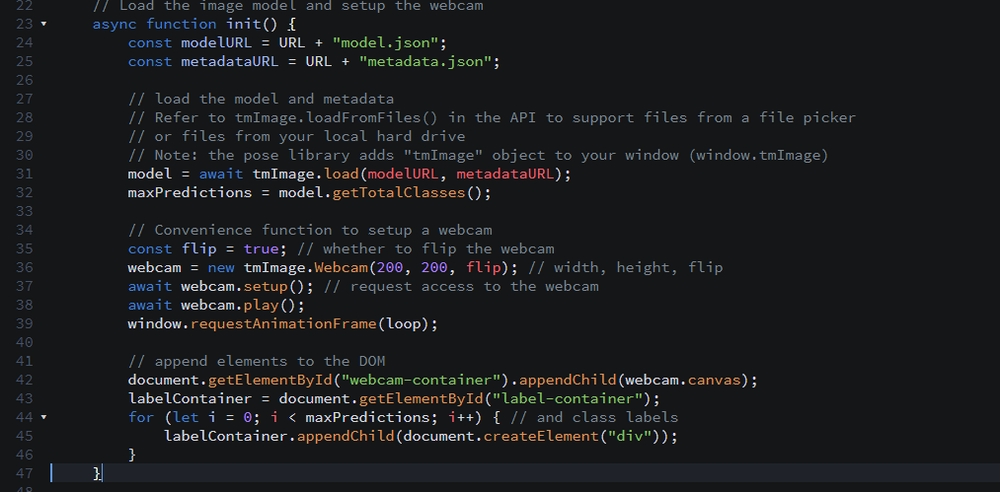 22 // Load the image model and setup the webcam
23 async function init() {
24 const modelURL = URL + "model.json";
25 const metadataURL = URL + "metadata.json";
26
27 // load the model and metadata
28 // Refer to tmImage.loadFromFiles() in the API to support files from a file picker
29 // or files from your local hard drive
30 // Note: the pose library adds "tmImage" object to your window (window.tmImage)
31 model = await tmImage.load(modelURL, metadataURL);
32 maxPredictions = model.getTotalClasses();
33
34 // Convenience function to setup a webcam
35 const flip = true; // whether to flip the webcam
36 webcam = new tmImage.Webcam(200, 200, flip); // width, height, flip
37 await webcam.setup(); // request access to the webcam
38 await webcam.play();
39 window.requestAnimationFrame(loop);
40
41 // append elements to the DOM
42 document.getElementById("webcam-container").appendChild(webcam.canvas);
43 labelContainer = document.getElementById("label-container");
44 for (let i = 0; i < maxPredictions; i++) { // and class labels
45 labelContainer.appendChild(document.createElement("div"));
46 }
47 }
48